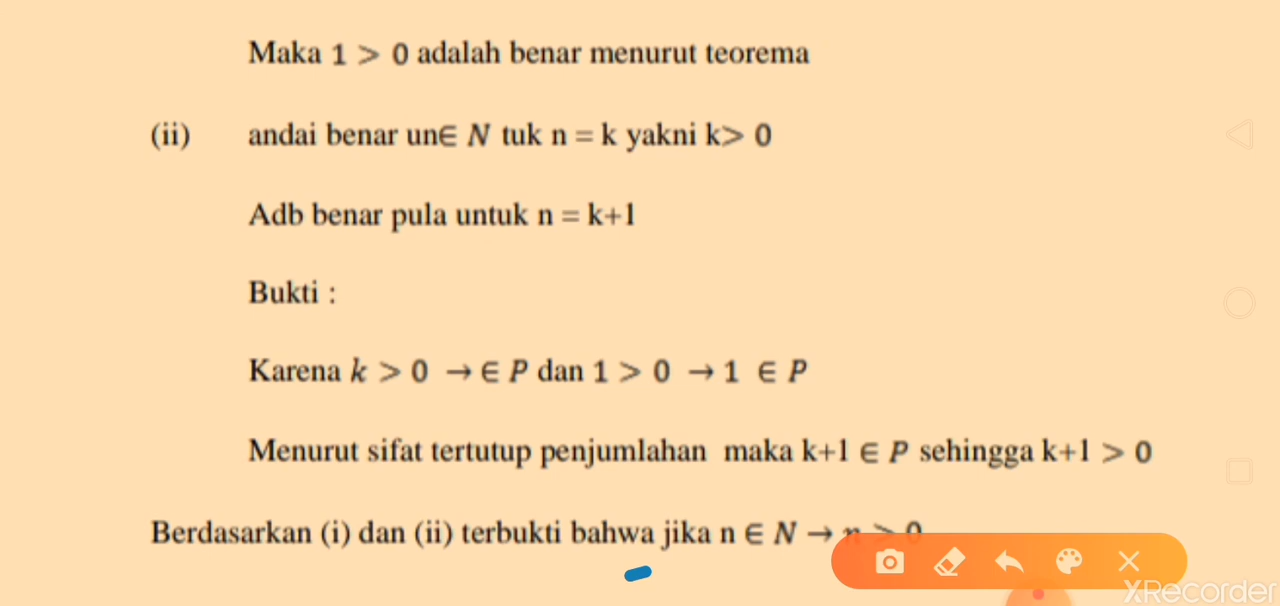 Maka 1 > 0 adalah benar menurut teorema
(ii) andai benar un∈ N tuk n = k yakni k> 0
Adb benar pula untuk n = k+1
Bukti :
Karena k > 0 → ∈ P dan 1 > 0 → 1 ∈ P
Menurut sifat tertutup penjumlahan maka k+1 ∈ P sehingga k+1 > 0
Berdasarkan (i) dan (ii) terbukti bahwa jika n ∈ N → n > 0
XRecorder